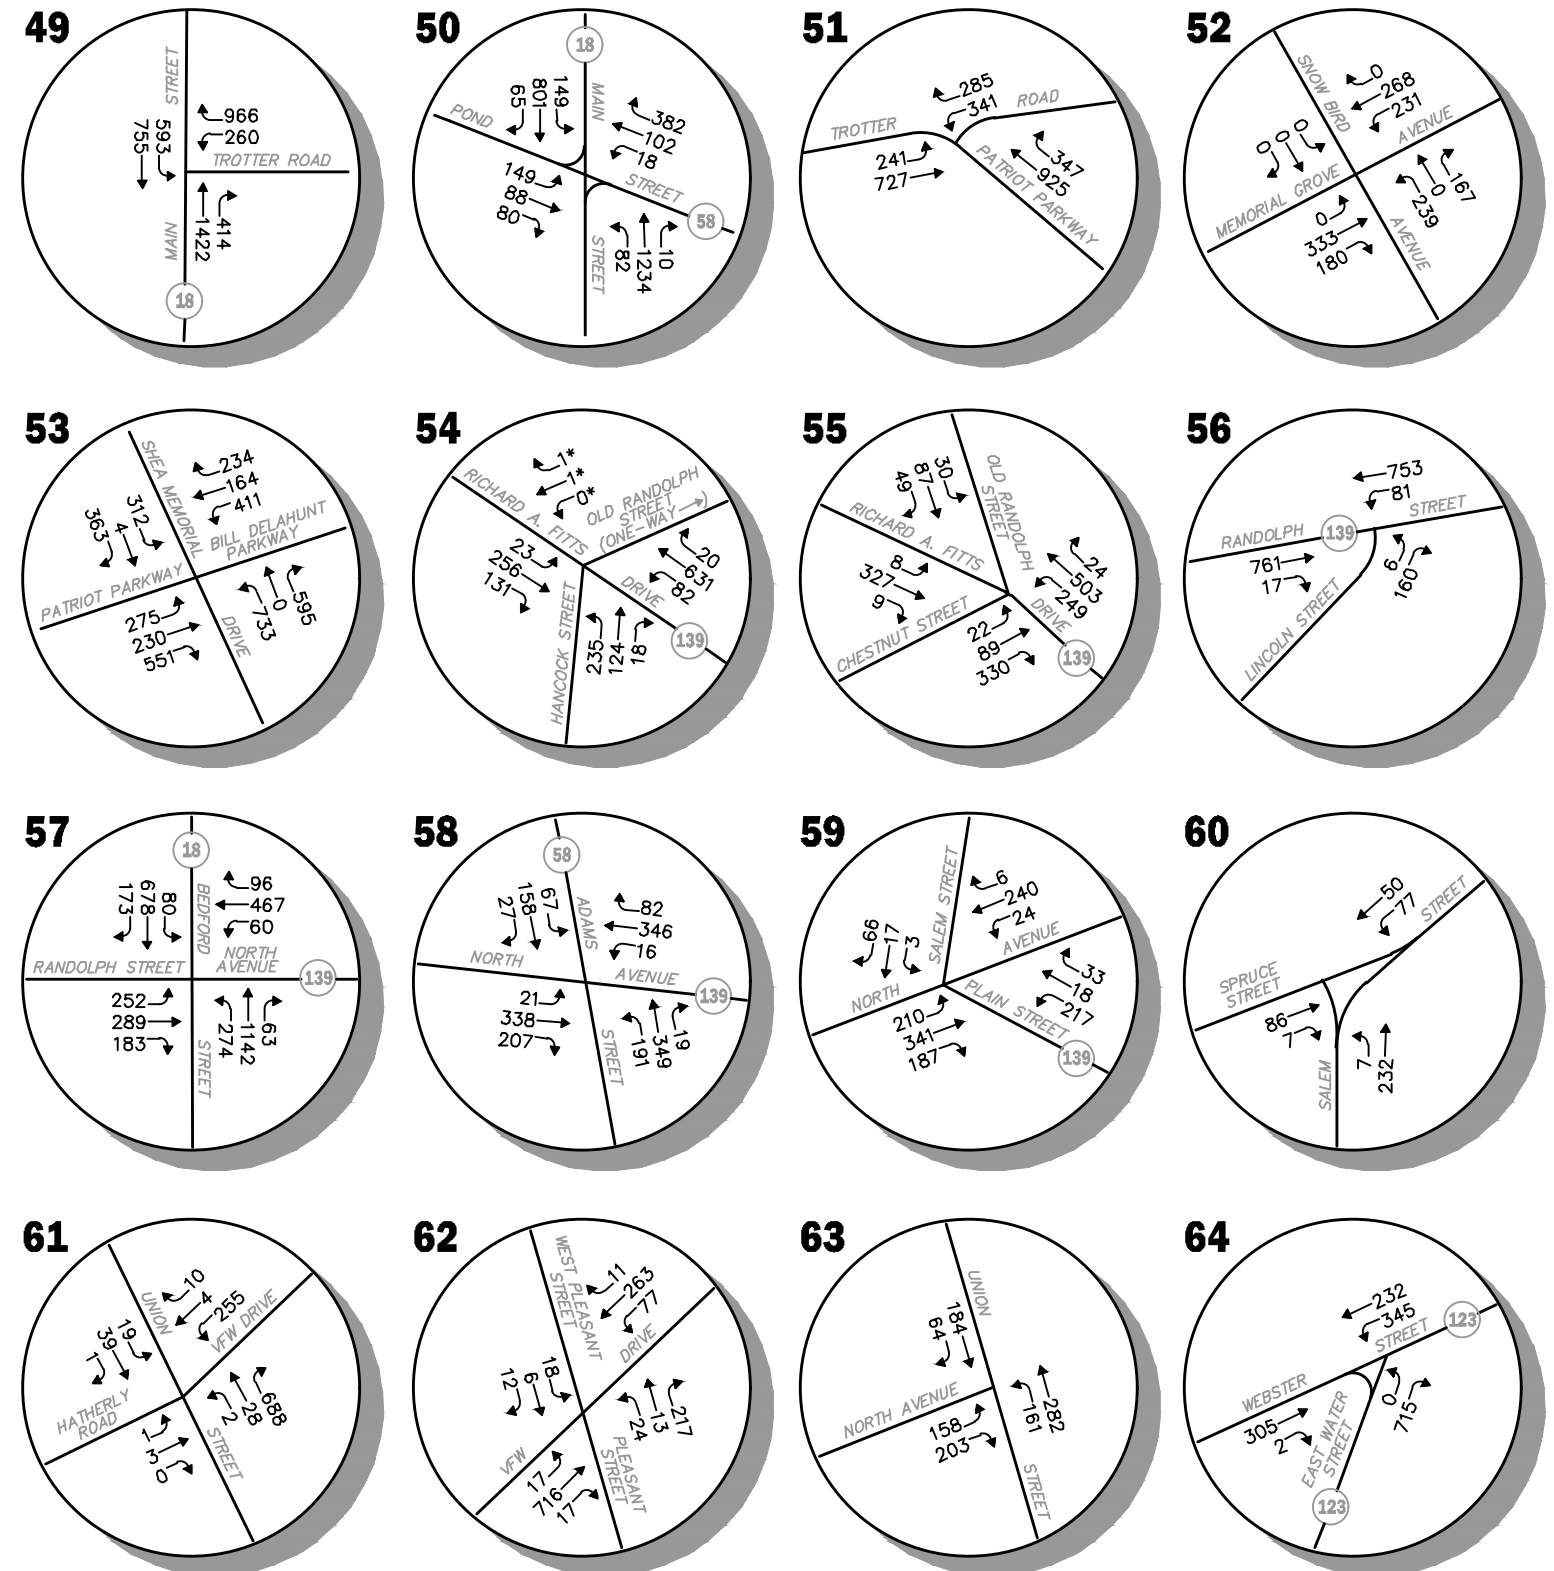 49
STREET
966
260
593
755
TROTTER ROAD
MAIN
414
1422
18
50
18
MAIN
POND
149
801
65
382
102
18
149
88
80
STREET
58
STREET
82
1234
10
51
285
341
TROTTER
ROAD
241
727
347
925
PATRIOT PARKWAY
52
SNOW BIRD
0
268
231
AVENUE
0
0
0
MEMORIAL GROVE
0
333
180
167
0
239
AVENUE
53
SHEA MEMORIAL
234
164
411
BILL DELAHUNT
PARKWAY
312
4
363
PATRIOT PARKWAY
275
230
551
DRIVE
595
0
733
54
1*
1*
0*
RICHARD A. FITTS
OLD RANDOLPH
STREET
(ONE-WAY→)
23
256
131
20
631
82
DRIVE
HANCOCK STREET
235
124
18
139
55
30
87
49
OLD RANDOLPH
STREET
RICHARD A. FITTS
8
327
9
24
503
249
DRIVE
CHESTNUT STREET
22
89
330
139
56
753
81
RANDOLPH
139
STREET
761
17
6
160
LINCOLN STREET
57
18
BEDFORD
80
678
173
96
467
60
RANDOLPH STREET
NORTH
AVENUE
139
252
289
183
274
1142
63
STREET
58
58
ADAMS
67
158
27
82
346
16
NORTH
AVENUE
139
21
338
207
191
349
19
STREET
59
SALEM STREET
6
240
24
AVENUE
66
17
3
NORTH
210
341
187
PLAIN STREET
33
18
217
139
60
50
77
STREET
SPRUCE
STREET
86
7
7
232
SALEM
61
UNION
10
4
255
VFW DRIVE
19
39
1
HATHERLY
ROAD
1
3
0
2
28
688
STREET
62
WEST PLEASANT
STREET
11
263
77
DRIVE
18
6
12
VFW
17
716
17
24
13
217
PLEASANT
STREET
63
UNION
184
64
NORTH AVENUE
158
203
282
161
STREET
64
232
345
STREET
123
WEBSTER
305
2
EAST WATER
STREET
0
715
123